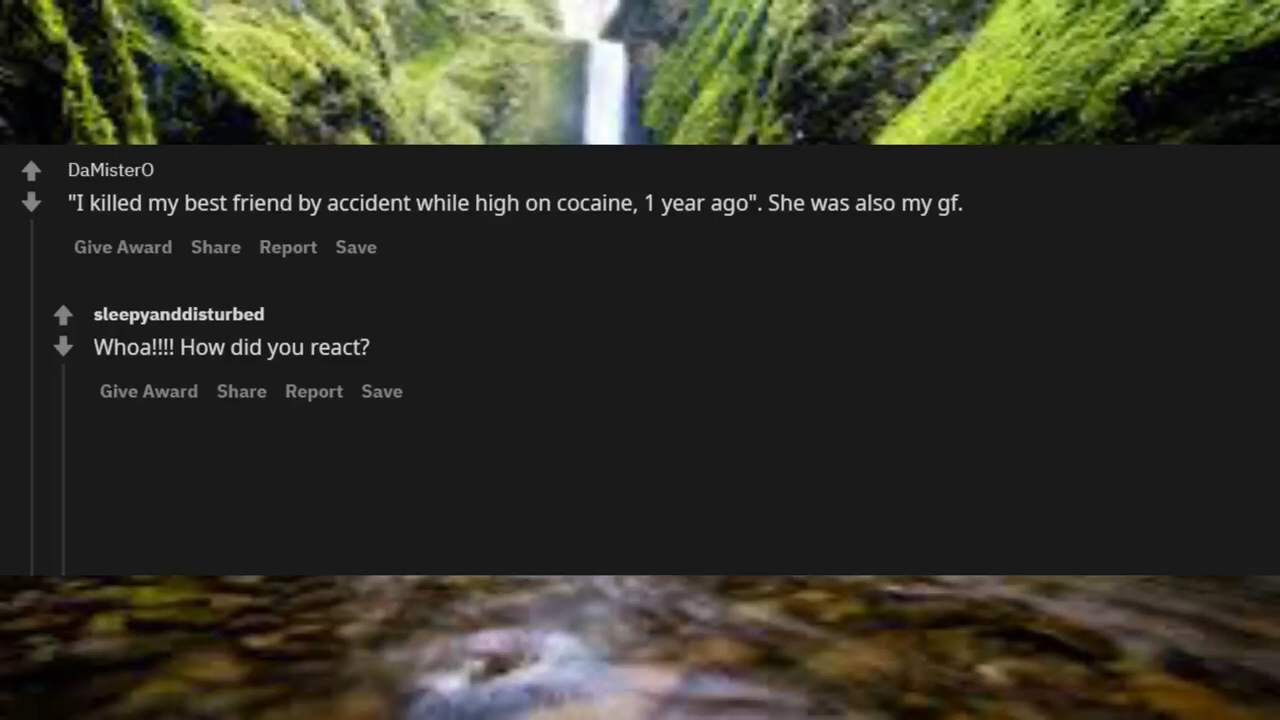 DaMisterO
"I killed my best friend by accident while high on cocaine, 1 year ago". She was also my gf.
Give Award Share Report Save
sleepyanddisturbed
Whoa!!!! How did you react?
Give Award Share Report Save